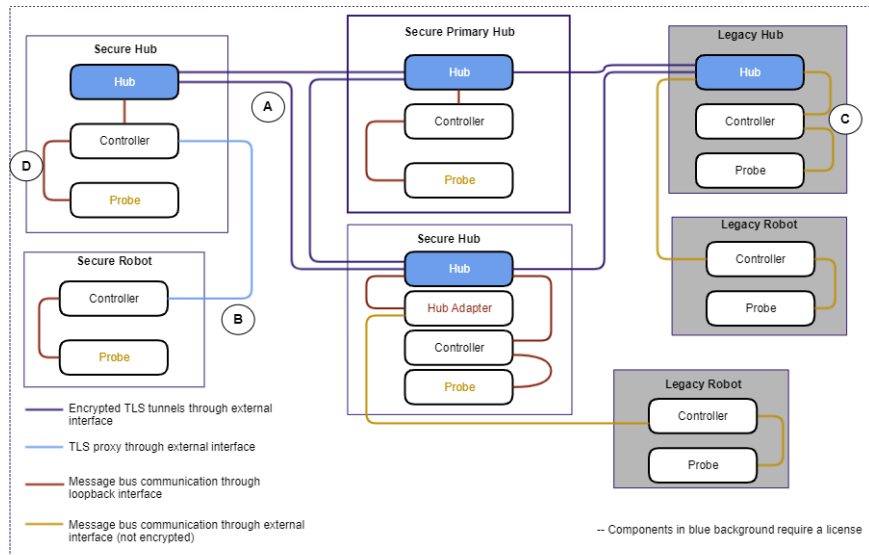 Secure Hub
Hub
Controller
Probe
A
D
Secure Robot
Controller
Probe
B
Secure Primary Hub
Hub
Controller
Probe
Secure Hub
Hub
Hub Adapter
Controller
Probe
Legacy Hub
Hub
Controller
Probe
C
Legacy Robot
Controller
Probe
Legacy Robot
Controller
Probe
Encrypted TLS tunnels through external
interface
TLS proxy through external interface
Message bus communication through
loopback interface
Message bus communication through external
interface (not encrypted)
-- Components in blue background require a license